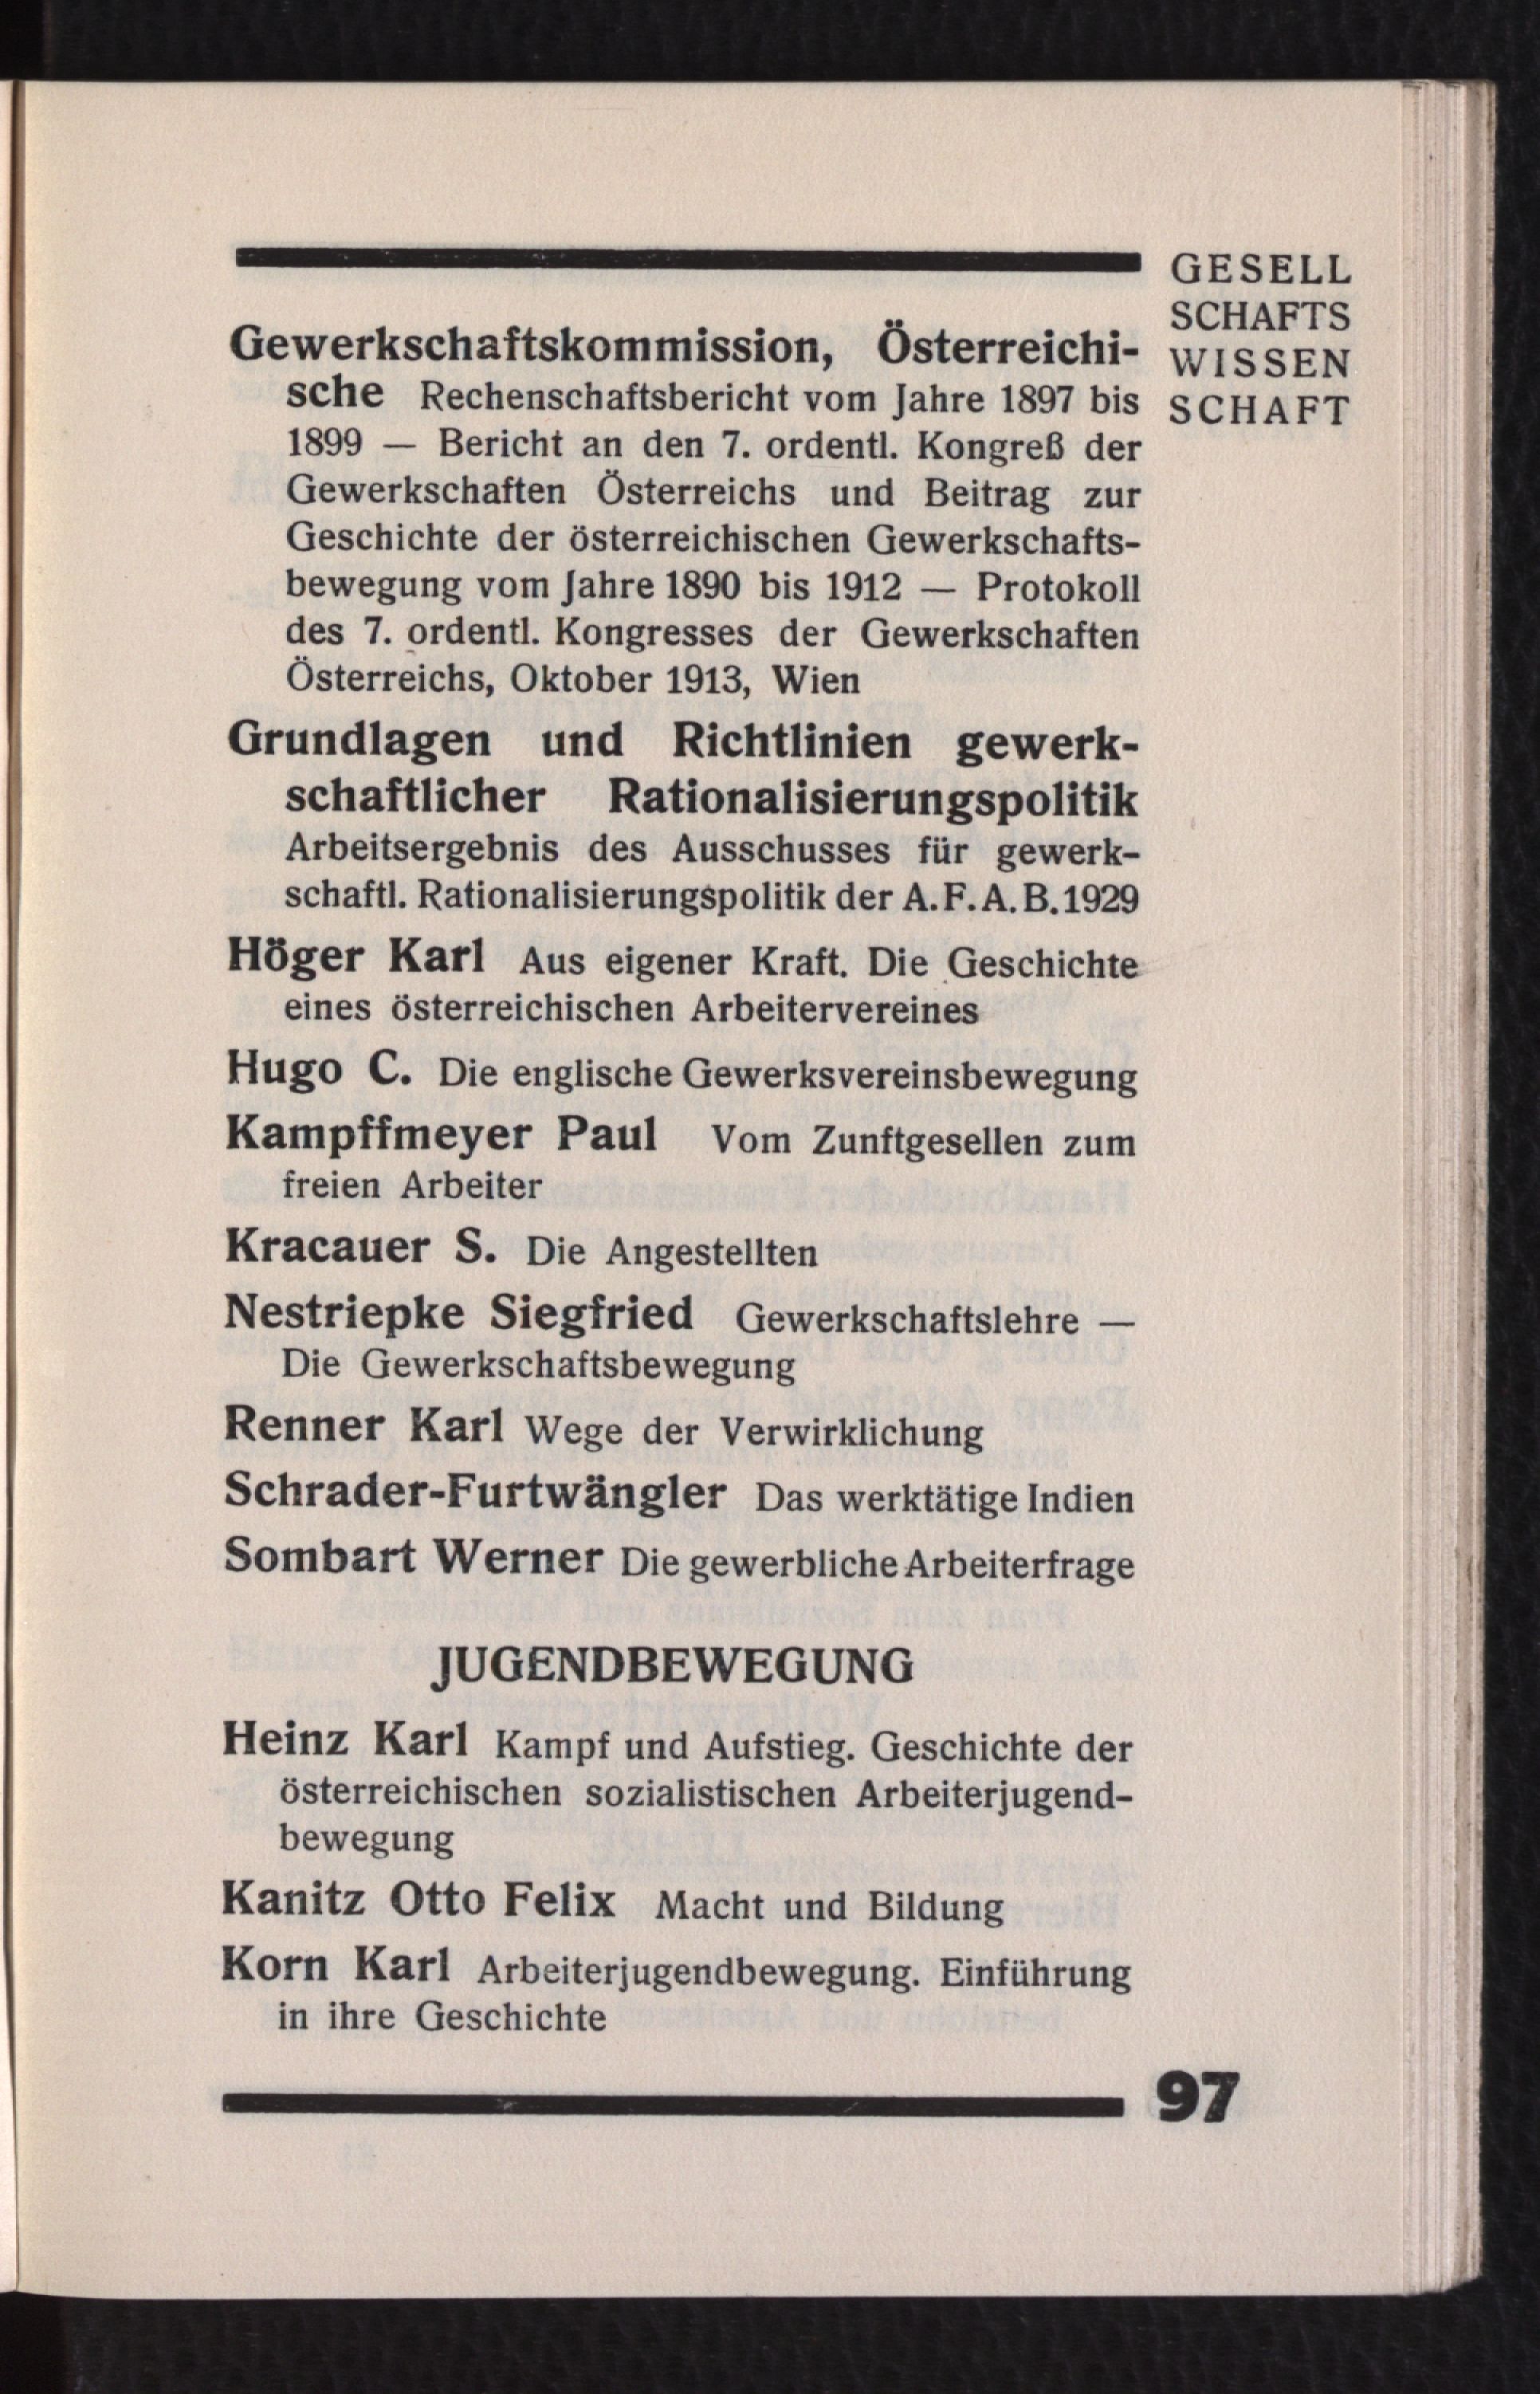 GESELL
SCHAFTS
WISSEN
SCHAFT
Gewerkschaftskommission, Österreichi-
sche Rechenschaftsbericht vom Jahre 1897 bis
1899 — Bericht an den 7. ordentl. Kongreß der
Gewerkschaften Österreichs und Beitrag zur
Geschichte der österreichischen Gewerkschafts-
bewegung vom Jahre 1890 bis 1912 — Protokoll
des 7. ordentl. Kongresses der Gewerkschaften
Österreichs, Oktober 1913, Wien
Grundlagen und Richtlinien gewerk-
schaftlicher Rationalisierungspolitik
Arbeitsergebnis des Ausschusses für gewerk-
schaftl. Rationalisierungspolitik der A.F.A.B.1929
Höger Karl Aus eigener Kraft. Die Geschichte
eines österreichischen Arbeitervereines
Hugo C. Die englische Gewerksvereinsbewegung
Kampffmeyer Paul Vom Zunftgesellen zum
freien Arbeiter
Kracauer S. Die Angestellten
Nestriepke Siegfried Gewerkschaftslehre —
Die Gewerkschaftsbewegung
Renner Karl Wege der Verwirklichung
Schrader-Furtwängler Das werktätige Indien
Sombart Werner Die gewerbliche Arbeiterfrage
JUGENDBEWEGUNG
Heinz Karl Kampf und Aufstieg. Geschichte der
österreichischen sozialistischen Arbeiterjugend-
bewegung
Kanitz Otto Felix Macht und Bildung
Korn Karl Arbeiterjugendbewegung. Einführung
in ihre Geschichte
97